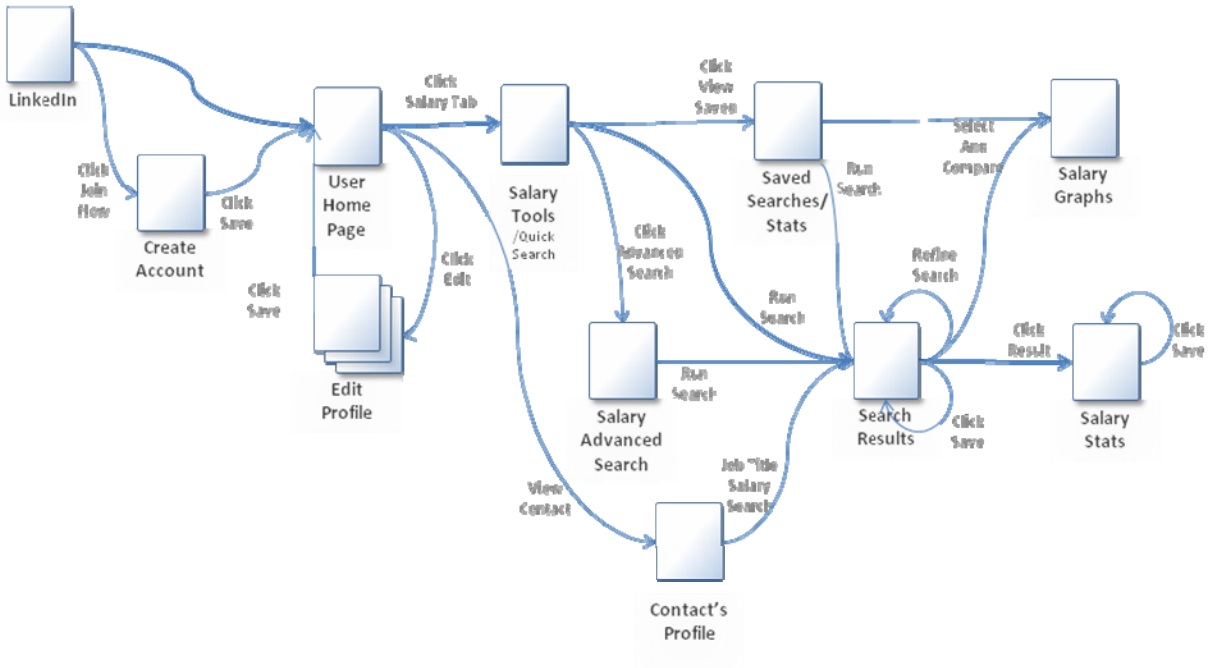 LinkedIn
Click
Join
Now
Create
Account
Click
Save
User
Home
Page
Click
Save
Edit
Profile
Click
Salary Tab
Click
Edit
Salary
Tools
/Quick
Search
Click
View
Saved
Click
Advanced
Search
Run
Search
View
Contact
Salary
Advanced
Search
Run
Search
Contact's
Profile
Job Title
Salary
Search
Saved
Searches/
Stats
Run
Search
Select
And
Compare
Salary
Graphs
Refine
Search
Search
Results
Click
Save
Click
Result
Salary
Stats
Click
Save